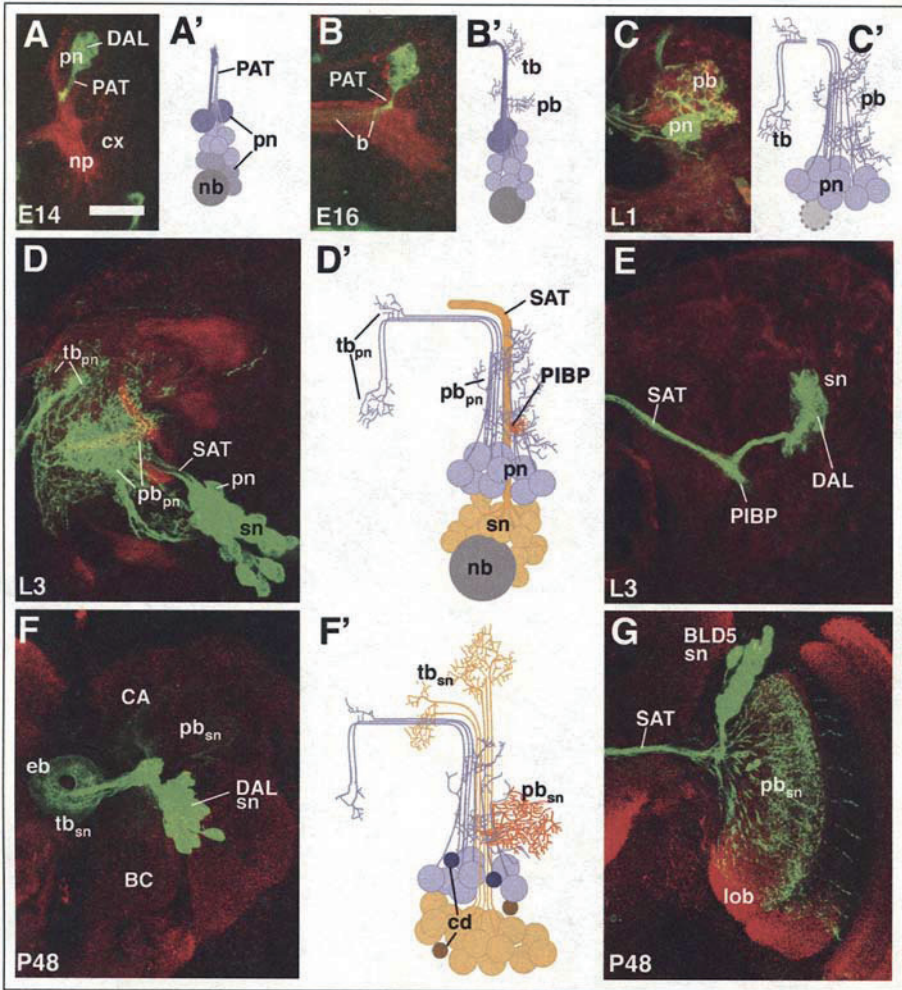 A
DAL
pn
PAT
cx
np
E14
A'
PAT
pn
nb
B
PAT
b
E16
B'
tb
pb
C
pb
pn
L1
C'
pb
tb
pn
D
tbpn
SAT
pn
pbpn
sn
L3
D'
SAT
tbpn
pbpn
PIBP
pn
sn
nb
E
sn
SAT
DAL
PIBP
L3
F
CA
pbsn
eb
DAL
sn
tbsn
BC
P48
F'
tbsn
pbsn
cd
G
BLD5
sn
SAT
pbsn
lob
P48